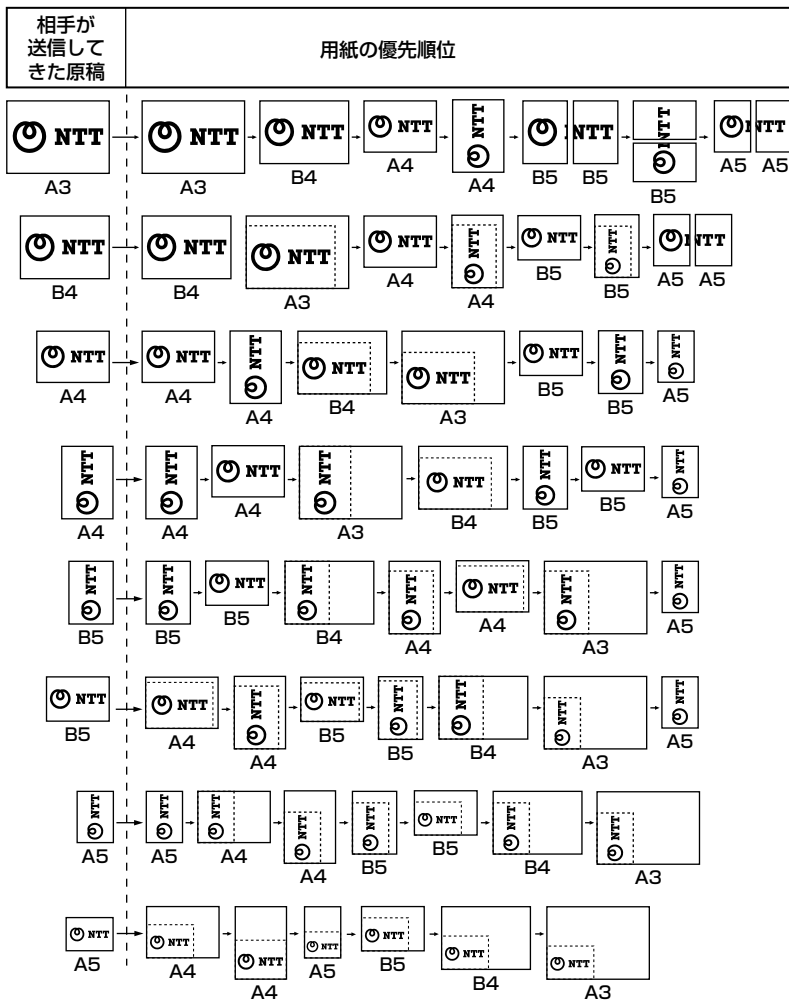 相手が
送信して
きた原稿
用紙の優先順位
NTT NTT NTT NTT NTT NTT NTT NTT NTT
A3 A3 B4 A4 A4 B5 B5 B5 A5 A5
NTT NTT NTT NTT NTT NTT NTT NTT
B4 B4 A3 A4 A4 B5 B5 A5 A5
NTT NTT NTT NTT NTT NTT NTT NTT
A4 A4 A4 B4 A3 B5 B5 A5
NTT NTT NTT NTT NTT NTT NTT NTT
A4 A4 A4 A3 B4 B5 B5 A5
NTT NTT NTT NTT NTT NTT NTT NTT
B5 B5 B5 B4 A4 A4 A3 A5
NTT NTT NTT NTT NTT NTT NTT NTT
B5 A4 A4 B5 B5 B4 A3 A5
NTT NTT NTT NTT NTT NTT NTT NTT
A5 A5 A4 A4 B5 B5 B4 A3
NTT NTT NTT NTT NTT NTT NTT
A5 A4 A4 A5 B5 B4 A3